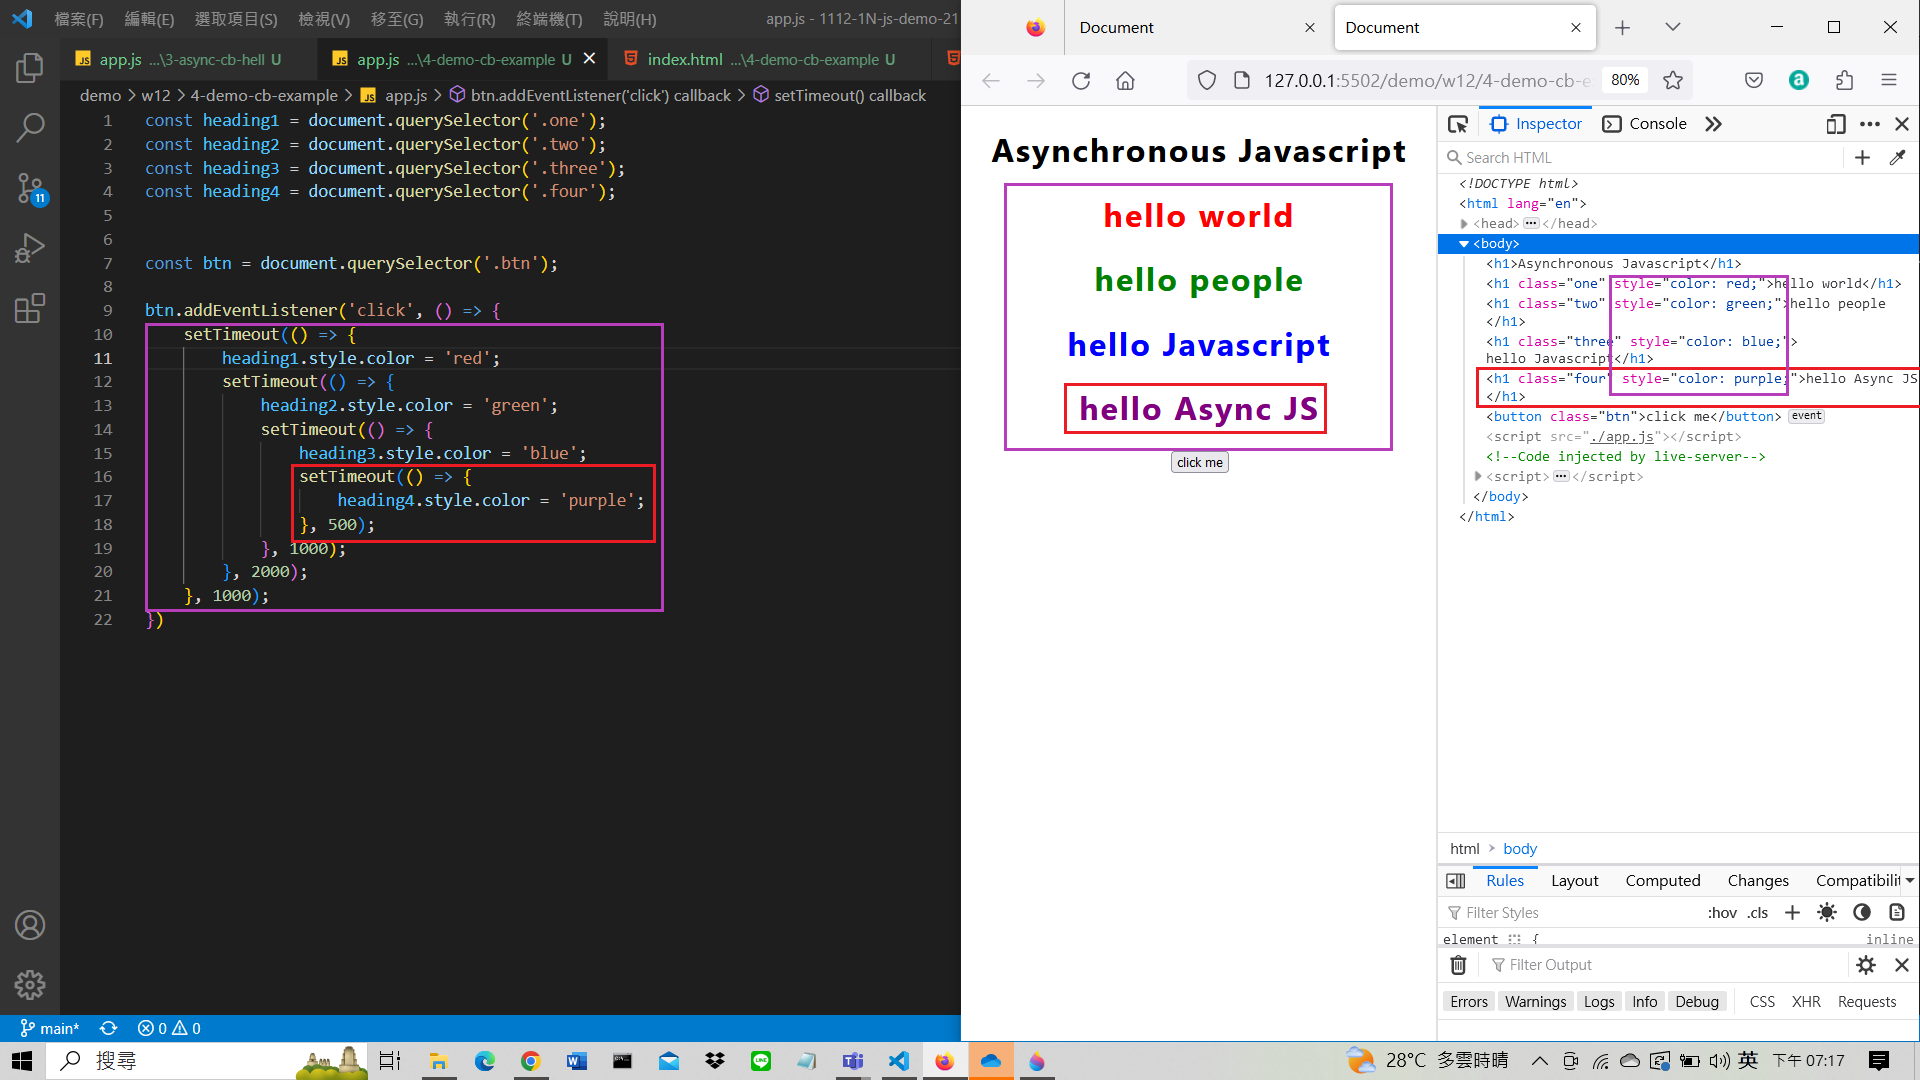 檔案(F) 編輯(E) 選取項目(S) 檢視(V) 移至(G) 執行(R) 終端機(T) 說明(H) app.js - 1112-1N-js-demo-21
JS app.js ...\3-async-cb-hell U JS app.js ...\4-demo-cb-example U index.html ...\4-demo-cb-example U
demo > w12 > 4-demo-cb-example > JS app.js > btn.addEventListener('click') callback > setTimeout() callback
11
1 const heading1 = document.querySelector('.one');
2 const heading2 = document.querySelector('.two');
3 const heading3 = document.querySelector('.three');
4 const heading4 = document.querySelector('.four');
5
6
7 const btn = document.querySelector('.btn');
8
9 btn.addEventListener('click', () => {
10 setTimeout(() => {
11 heading1.style.color = 'red';
12 setTimeout(() => {
13 heading2.style.color = 'green';
14 setTimeout(() => {
15 heading3.style.color = 'blue';
16 setTimeout(() => {
17 heading4.style.color = 'purple';
18 }, 500);
19 }, 1000);
20 }, 2000);
21 }, 1000);
22 })
main* 0 0
Document Document
127.0.0.1:5502/demo/w12/4-demo-cb-e 80%
Asynchronous Javascript
hello world
hello people
hello Javascript
hello Async JS
click me
Inspector Console
Search HTML
<!DOCTYPE html>
<html lang="en">
<head> ••• </head>
<body>
<h1>Asynchronous Javascript</h1>
<h1 class="one" style="color: red;">hello world</h1>
<h1 class="two" style="color: green;">hello people
</h1>
<h1 class="three" style="color: blue;">
hello Javascript</h1>
<h1 class="four" style="color: purple;">hello Async JS
</h1>
<button class="btn">click me</button> event
<script src="./app.js"></script>
<!--Code injected by live-server-->
<script> ••• </script>
</body>
</html>
html > body
Rules Layout Computed Changes Compatibilit
Filter Styles :hov .cls
element { inline
Filter Output
Errors Warnings Logs Info Debug CSS XHR Requests
搜尋 28°C 多雲時晴 英 下午 07:17